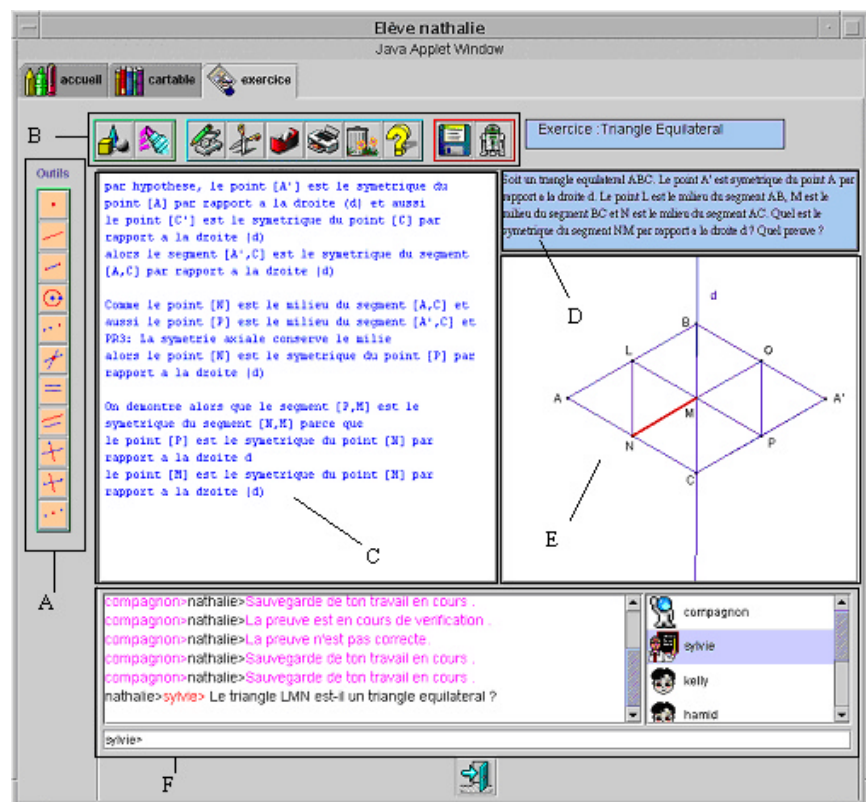 Elève nathalie
Java Applet Window
accueil cartable exercice
B
Exercice :Triangle Equilateral
Outils
par hypothese, le point [A'] est le symetrique du
point [A] par rapport a la droite (d) et aussi
le point [C'] est le symetrique du point [C] par
rapport a la droite (d)
alors le segment [A',C] est le symetrique du segment
[A,C] par rapport a la droite (d)
Comme le point [N] est le milieu du segment [A,C] et
aussi le point [P] est le milieu du segment [A',C] et
PR3: La symetrie axiale conserve le milie
alors le point [N] est le symetrique du point [P] par
rapport a la droite (d)
On demontre alors que le segment [P,M] est le
symetrique du segment [N,M] parce que
le point [P] est le symetrique du point [N] par
rapport a la droite d
le point [M] est le symetrique du point [M] par
rapport a la droite (d)
C
A
Soit un triangle equilateral ABC. Le point A' est symetrique du point A par
rapport a la droite d. Le point L est le milieu du segment AB, M est le
milieu du segment BC et N est le milieu du segment AC. Quel est le
symetrique du segment NM par rapport a la droite d ? Quel preuve ?
D
d
B
L O
A M A'
N P
C
E
compagnon>nathalie>Sauvegarde de ton travail en cours .
compagnon>nathalie>La preuve est en cours de verification .
compagnon>nathalie>La preuve n'est pas correcte.
compagnon>nathalie>Sauvegarde de ton travail en cours .
compagnon>nathalie>Sauvegarde de ton travail en cours .
nathalie>sylvie> Le triangle LMN est-il un triangle equilateral ?
compagnon
sylvie
kelly
hamid
sylvie>
F